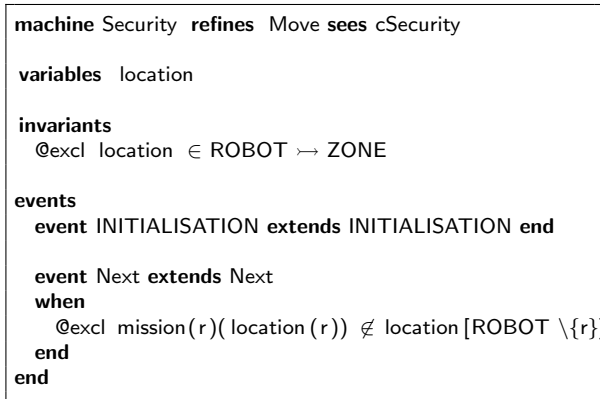 machine Security refines Move sees cSecurity
variables location
invariants
@excl location ∈ ROBOT ↣ ZONE
events
event INITIALISATION extends INITIALISATION end
event Next extends Next
when
@excl mission(r)(location(r)) ∉ location[ROBOT \{r}]
end
end